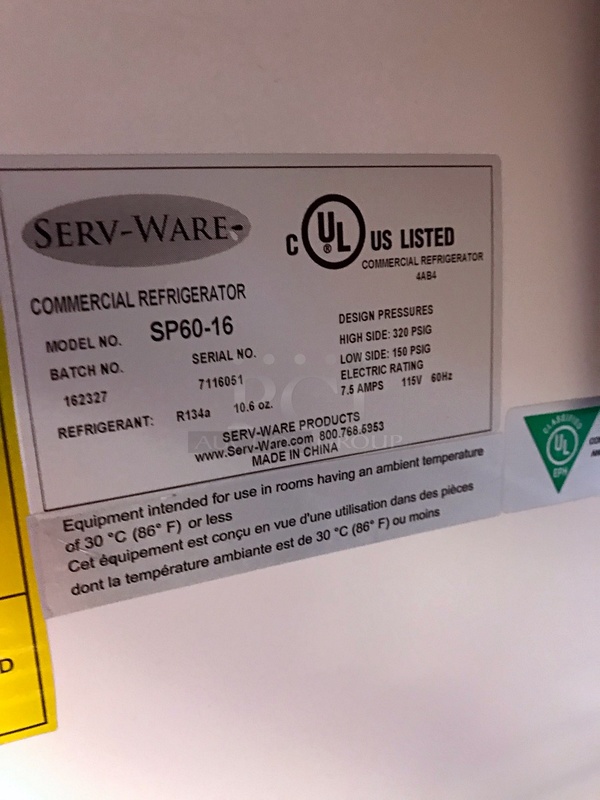 SERV-WARE
C UL US LISTED
®
COMMERCIAL REFRIGERATOR
4AB4
COMMERCIAL REFRIGERATOR
MODEL NO. SP60-16
BATCH NO. SERIAL NO.
162327 7116051
REFRIGERANT: R134a 10.6 oz.
DESIGN PRESSURES
HIGH SIDE: 320 PSIG
LOW SIDE: 150 PSIG
ELECTRIC RATING
7.5 AMPS 115V 60Hz
SERV-WARE PRODUCTS
www.Serv-Ware.com 800.768.5953
MADE IN CHINA
Equipment intended for use in rooms having an ambient temperature
of 30 °C (86° F) or less
Cet équipement est conçu en vue d'une utilisation dans des pièces
dont la température ambiante est de 30 °C (86° F) ou moins
CLASSIFIED
UL
EPH
D